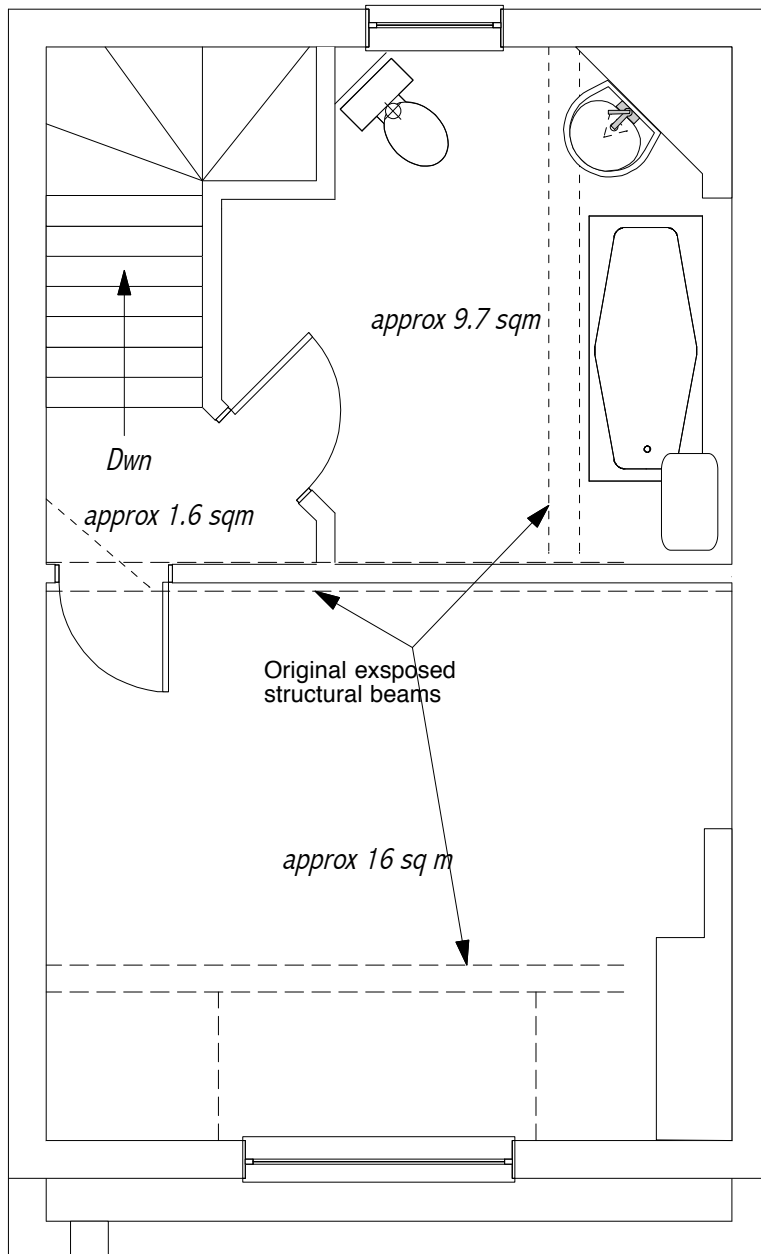 approx 9.7 sqm
Dwn
approx 1.6 sqm
Original exsposed
structural beams
approx 16 sq m